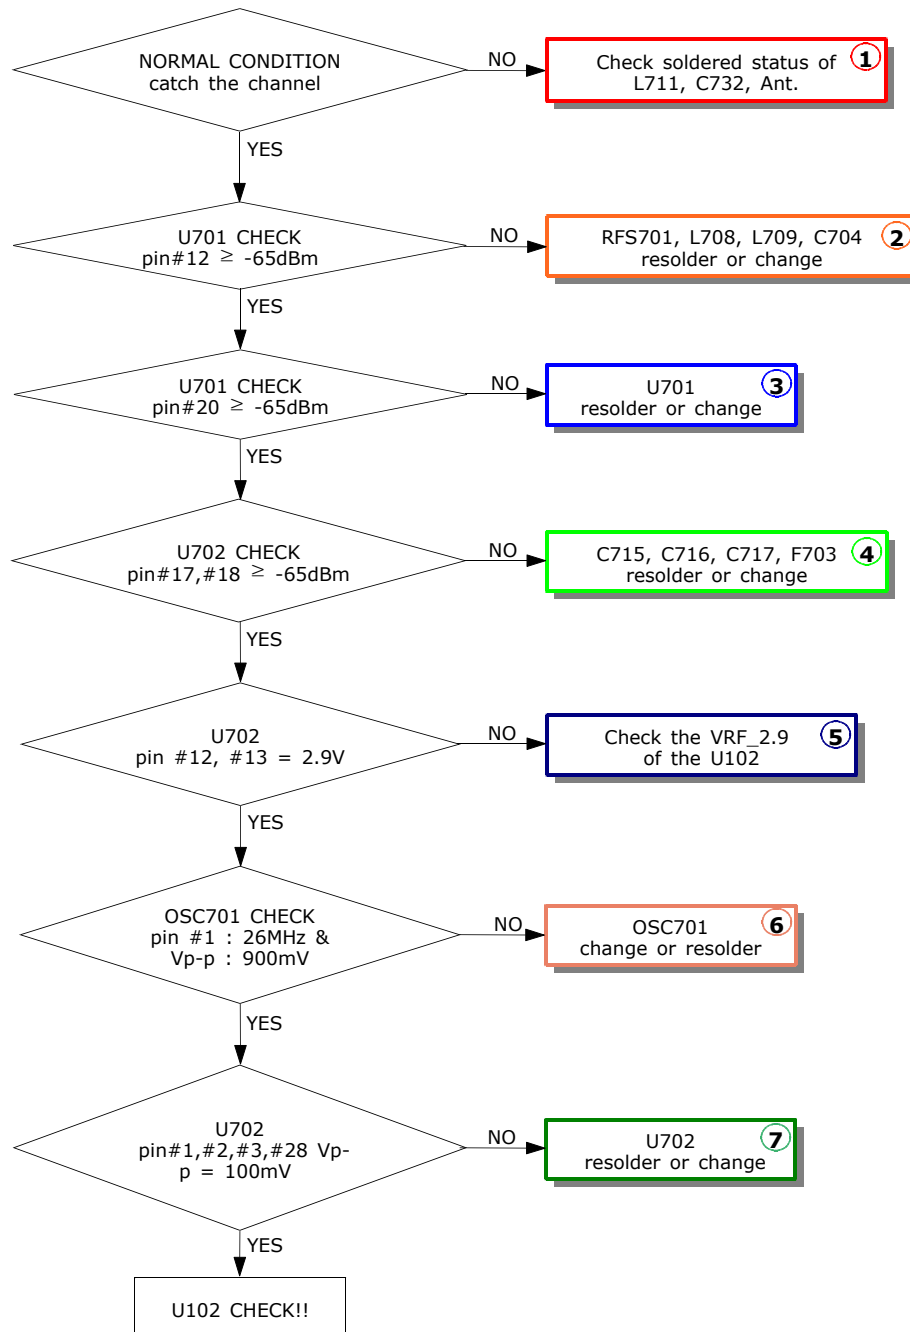 NORMAL CONDITION
catch the channel
NO
Check soldered status of
L711, C732, Ant.
1
YES
U701 CHECK
pin#12 ≥ -65dBm
NO
RFS701, L708, L709, C704
resolder or change
2
YES
U701 CHECK
pin#20 ≥ -65dBm
NO
U701
resolder or change
3
YES
U702 CHECK
pin#17,#18 ≥ -65dBm
NO
C715, C716, C717, F703
resolder or change
4
YES
U702
pin #12, #13 = 2.9V
NO
Check the VRF_2.9
of the U102
5
YES
OSC701 CHECK
pin #1 : 26MHz &
Vp-p : 900mV
NO
OSC701
change or resolder
6
YES
U702
pin#1,#2,#3,#28 Vp-
p = 100mV
NO
U702
resolder or change
7
YES
U102 CHECK!!